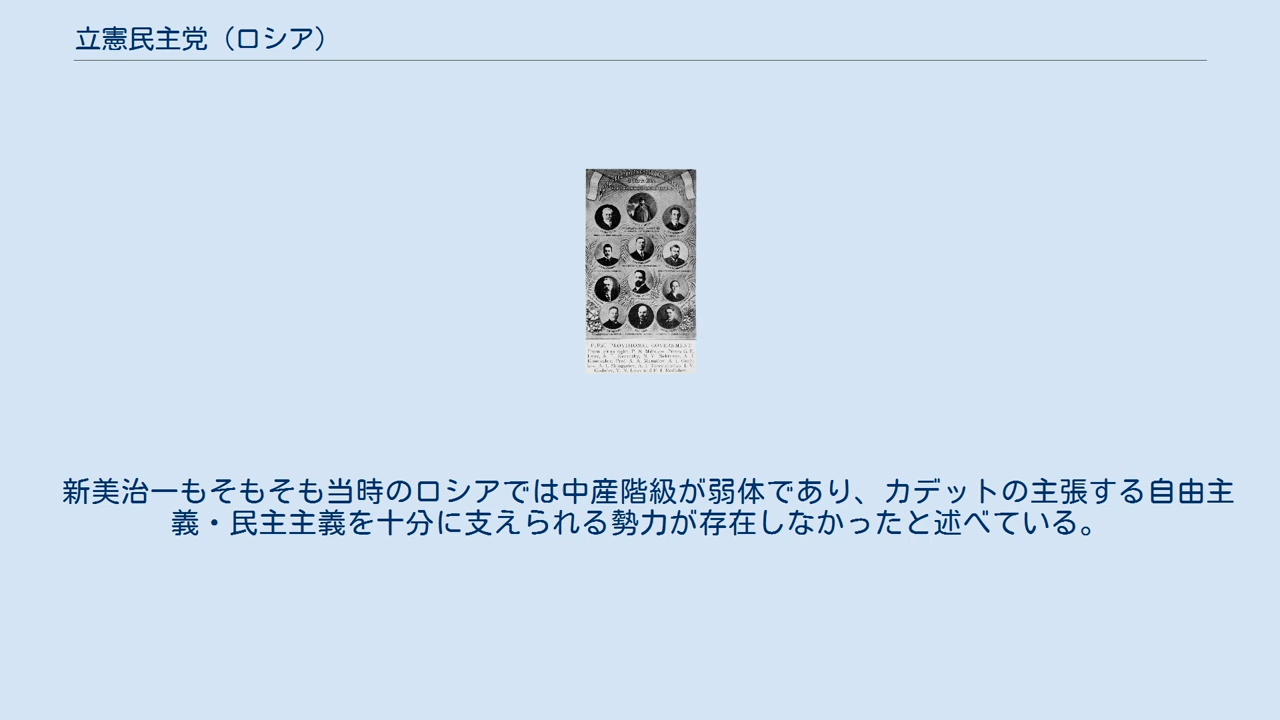 立憲民主党（ロシア）
PROVISIONAL GOVERNMENT
新美治一もそもそも当時のロシアでは中産階級が弱体であり、カデットの主張する自由主
義・民主主義を十分に支えられる勢力が存在しなかったと述べている。